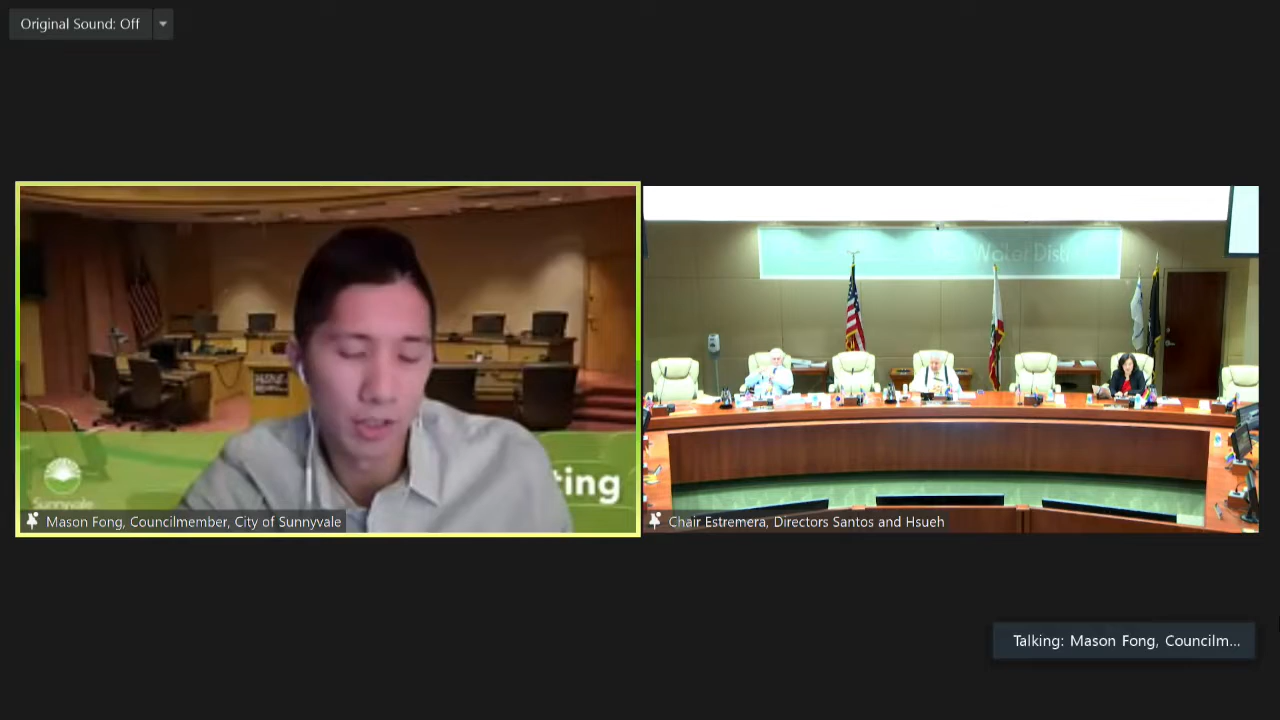 Original Sound: Off
ting
Sunnyvale
Mason Fong, Councilmember, City of Sunnyvale
Water Dist
Chair Estremera, Directors Santos and Hsueh
Talking: Mason Fong, Councilm...